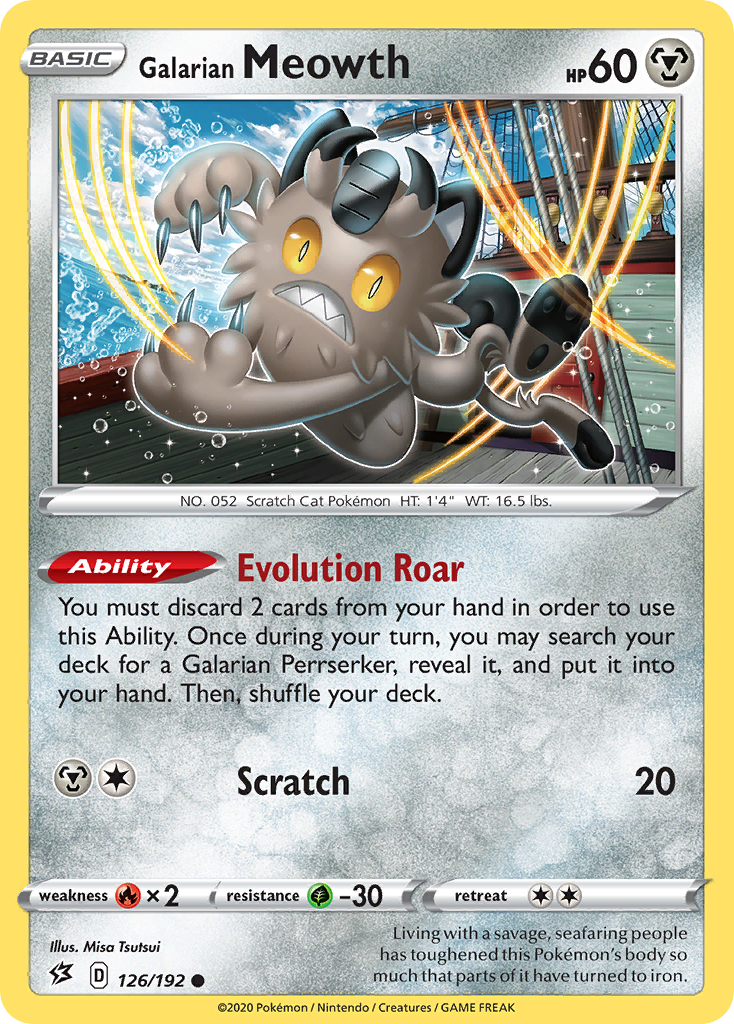 BASIC
Galarian Meowth HP 60
NO. 052 Scratch Cat Pokémon HT: 1'4" WT: 16.5 lbs.
Ability Evolution Roar
You must discard 2 cards from your hand in order to use
this Ability. Once during your turn, you may search your
deck for a Galarian Perrserker, reveal it, and put it into
your hand. Then, shuffle your deck.
Scratch 20
weakness ×2 resistance -30 retreat
Illus. Misa Tsutsui
Living with a savage, seafaring people
has toughened this Pokémon's body so
much that parts of it have turned to iron.
D 126/192
©2020 Pokémon / Nintendo / Creatures / GAME FREAK